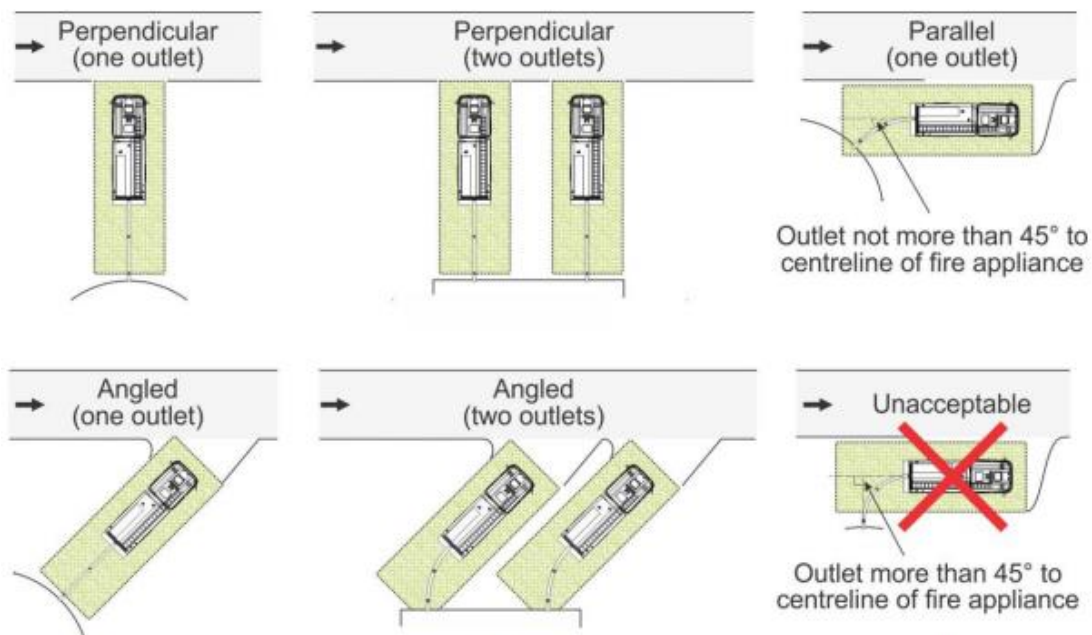 Perpendicular
(one outlet)
Perpendicular
(two outlets)
Parallel
(one outlet)
Outlet not more than 45° to
centreline of fire appliance
Angled
(one outlet)
Angled
(two outlets)
Unacceptable
Outlet more than 45° to
centreline of fire appliance